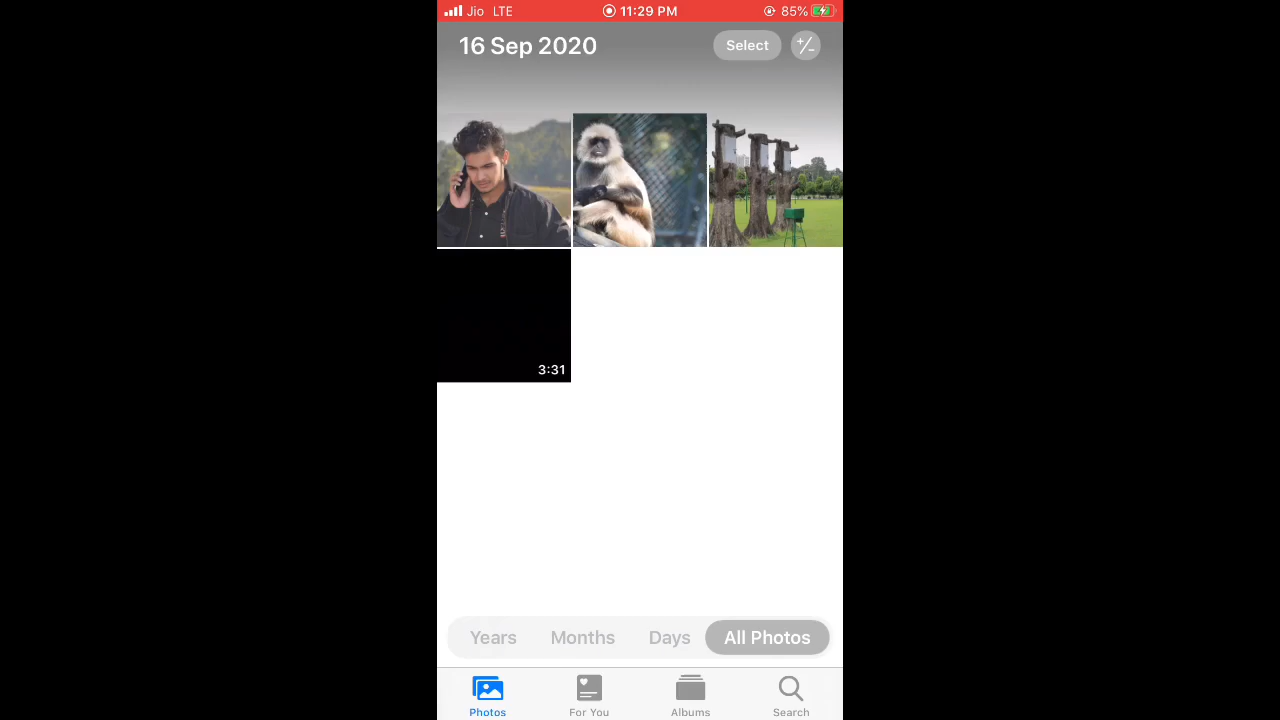 Jio LTE 11:29 PM 85%
16 Sep 2020 Select
3:31
Years Months Days All Photos
Photos For You Albums Search